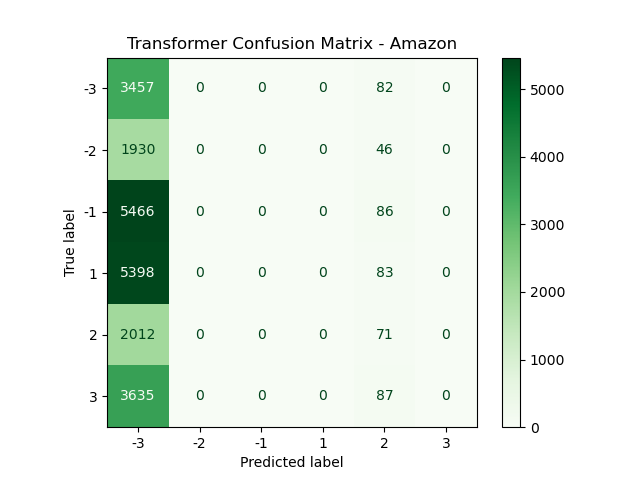 Transformer Confusion Matrix - Amazon
-3 3457 0 0 0 82 0
-2 1930 0 0 0 46 0
-1 5466 0 0 0 86 0
1 5398 0 0 0 83 0
2 2012 0 0 0 71 0
3 3635 0 0 0 87 0
-3 -2 -1 1 2 3
Predicted label
True label
5000
4000
3000
2000
1000
0